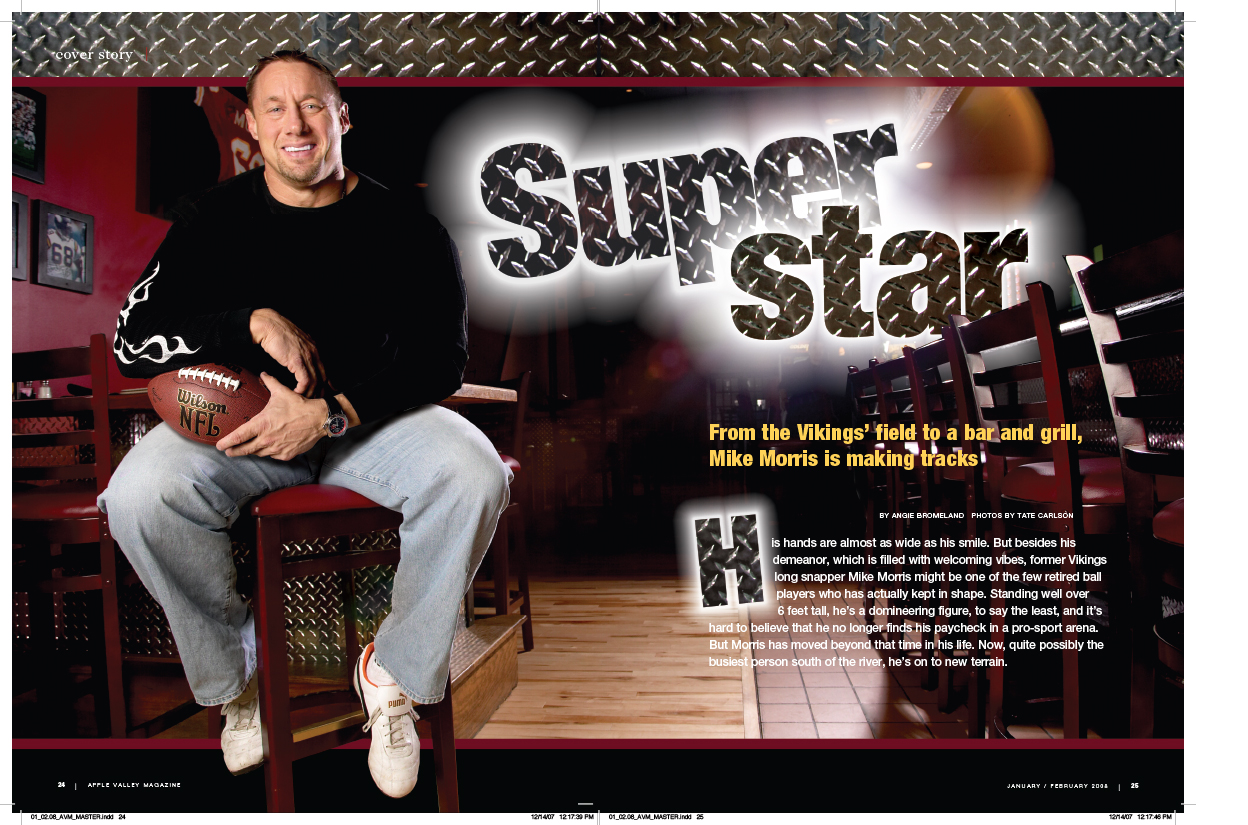 cover story
68
Super
star
Wilson
NFL
From the Vikings' field to a bar and grill,
Mike Morris is making tracks
BY ANGIE BROMELAND PHOTOS BY TATE CARLSON
His hands are almost as wide as his smile. But besides his
demeanor, which is filled with welcoming vibes, former Vikings
long snapper Mike Morris might be one of the few retired ball
players who has actually kept in shape. Standing well over
6 feet tall, he's a domineering figure, to say the least, and it's
hard to believe that he no longer finds his paycheck in a pro-sport arena.
But Morris has moved beyond that time in his life. Now, quite possibly the
busiest person south of the river, he's on to new terrain.
PUMA
24 | APPLE VALLEY MAGAZINE
JANUARY / FEBRUARY 2008 | 25
01_02.08_AVM_MASTER.indd 24
12/14/07 12:17:39 PM
01_02.08_AVM_MASTER.indd 25
12/14/07 12:17:46 PM